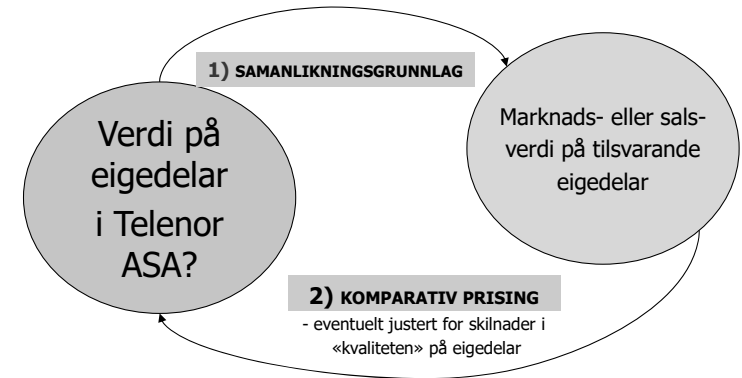 1) SAMANLIKNINGSGRUNNLAG
Verdi på
eigedelar
i Telenor
ASA?
Marknads- eller sals-
verdi på tilsvarande
eigedelar
2) KOMPARATIV PRISING
- eventuelt justert for skilnader i
«kvaliteten» på eigedelar